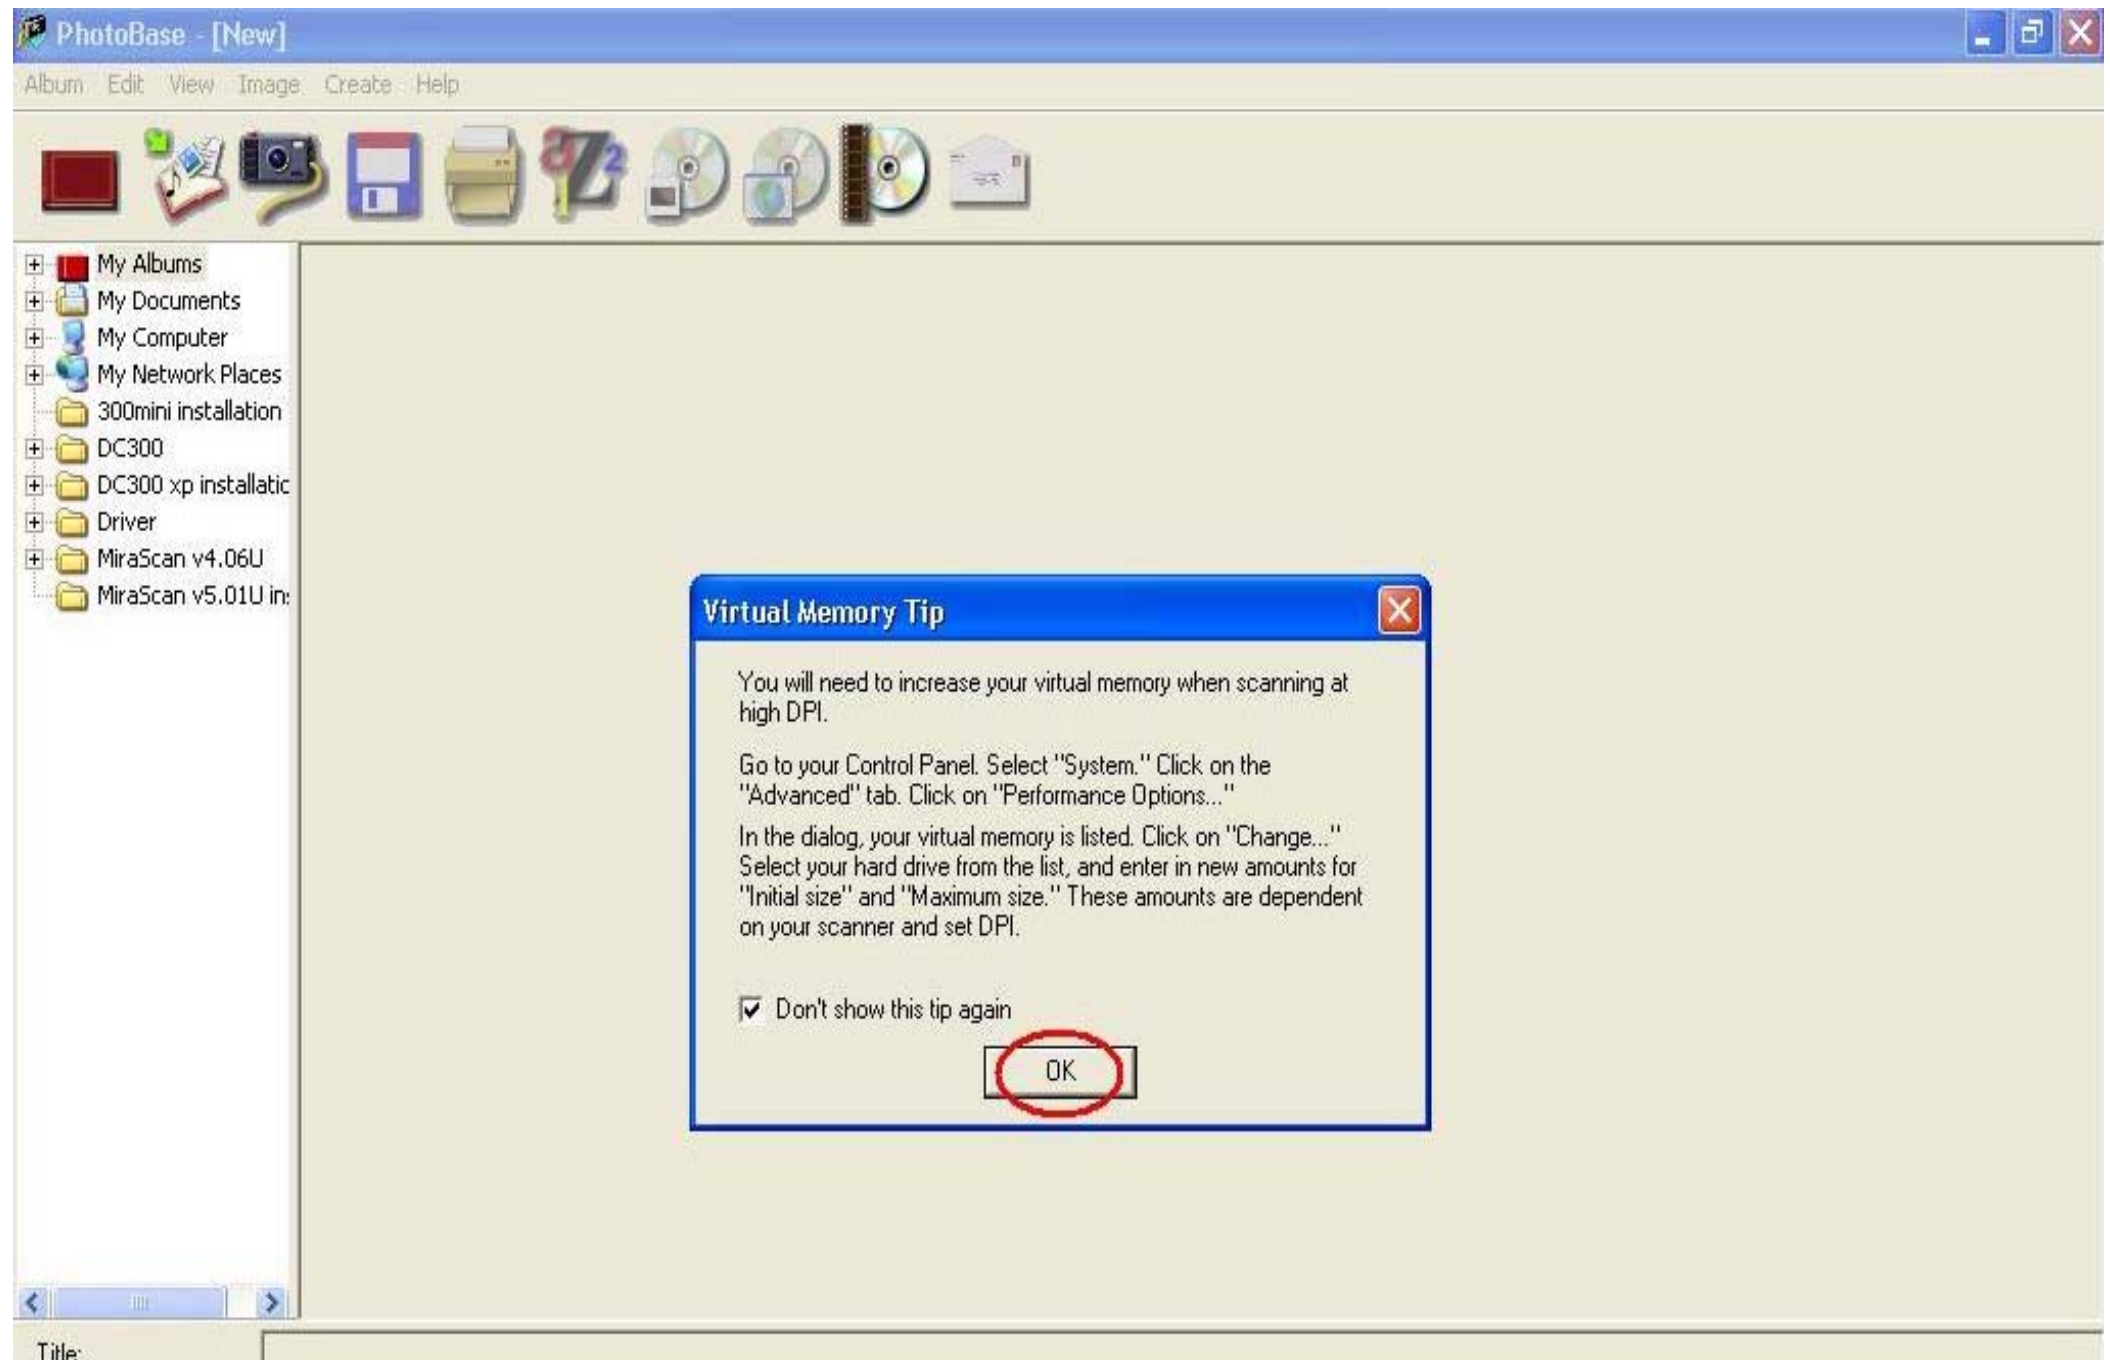 PhotoBase - [New]
Album Edit View Image Create Help
My Albums
My Documents
My Computer
My Network Places
300mini installation
DC300
DC300 xp installatic
Driver
MiraScan v4.06U
MiraScan v5.01U in
Virtual Memory Tip
You will need to increase your virtual memory when scanning at
high DPI.
Go to your Control Panel. Select "System." Click on the
"Advanced" tab. Click on "Performance Options..."
In the dialog, your virtual memory is listed. Click on "Change..."
Select your hard drive from the list, and enter in new amounts for
"Initial size" and "Maximum size." These amounts are dependent
on your scanner and set DPI.
Don't show this tip again
OK
Title: